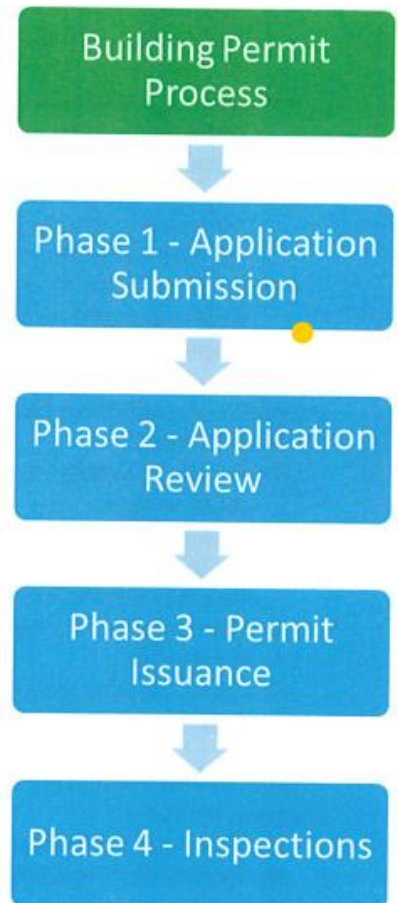 Building Permit
Process
Phase 1 - Application
Submission
Phase 2 - Application
Review
Phase 3 - Permit
Issuance
Phase 4 - Inspections